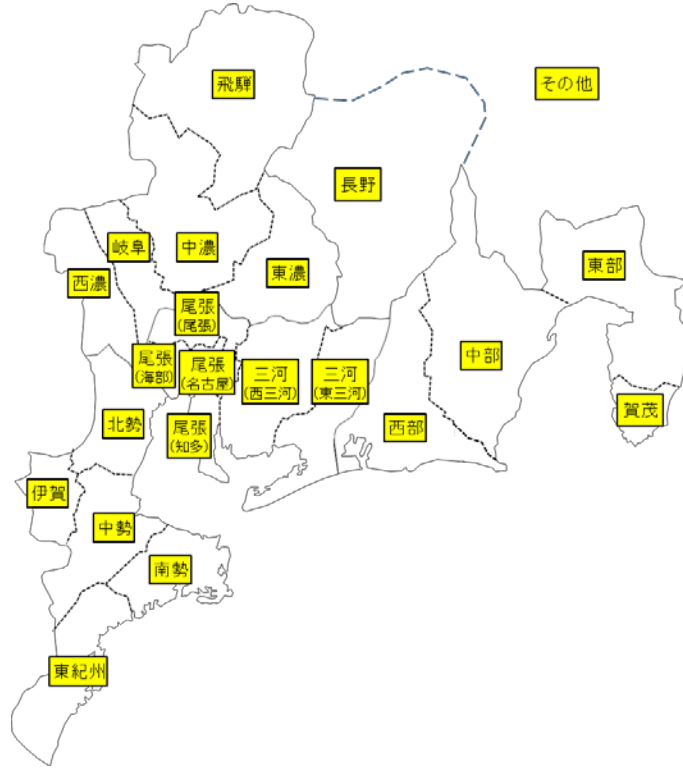 飛騨
その他
長野
岐阜
中濃
東濃
西濃
東部
尾張
(尾張)
尾張
(海部)
尾張
(名古屋)
三河
(西三河)
三河
(東三河)
中部
賀茂
北勢
尾張
(知多)
西部
伊賀
中勢
南勢
東紀州